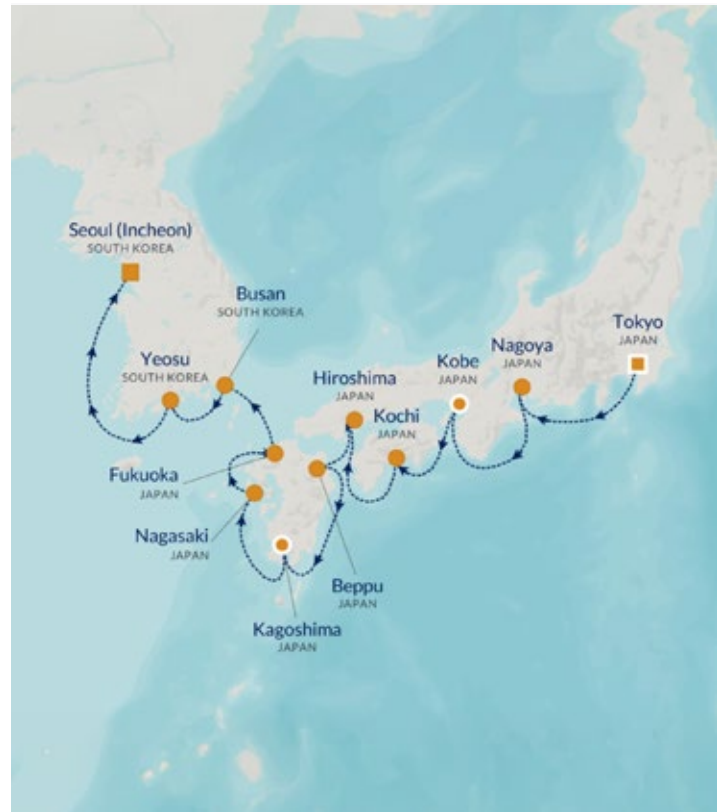 Seoul (Incheon)
SOUTH KOREA
Busan
SOUTH KOREA
Yeosu
SOUTH KOREA
Tokyo
JAPAN
Nagoya
JAPAN
Kobe
JAPAN
Hiroshima
JAPAN
Kochi
JAPAN
Fukuoka
JAPAN
Nagasaki
JAPAN
Beppu
JAPAN
Kagoshima
JAPAN